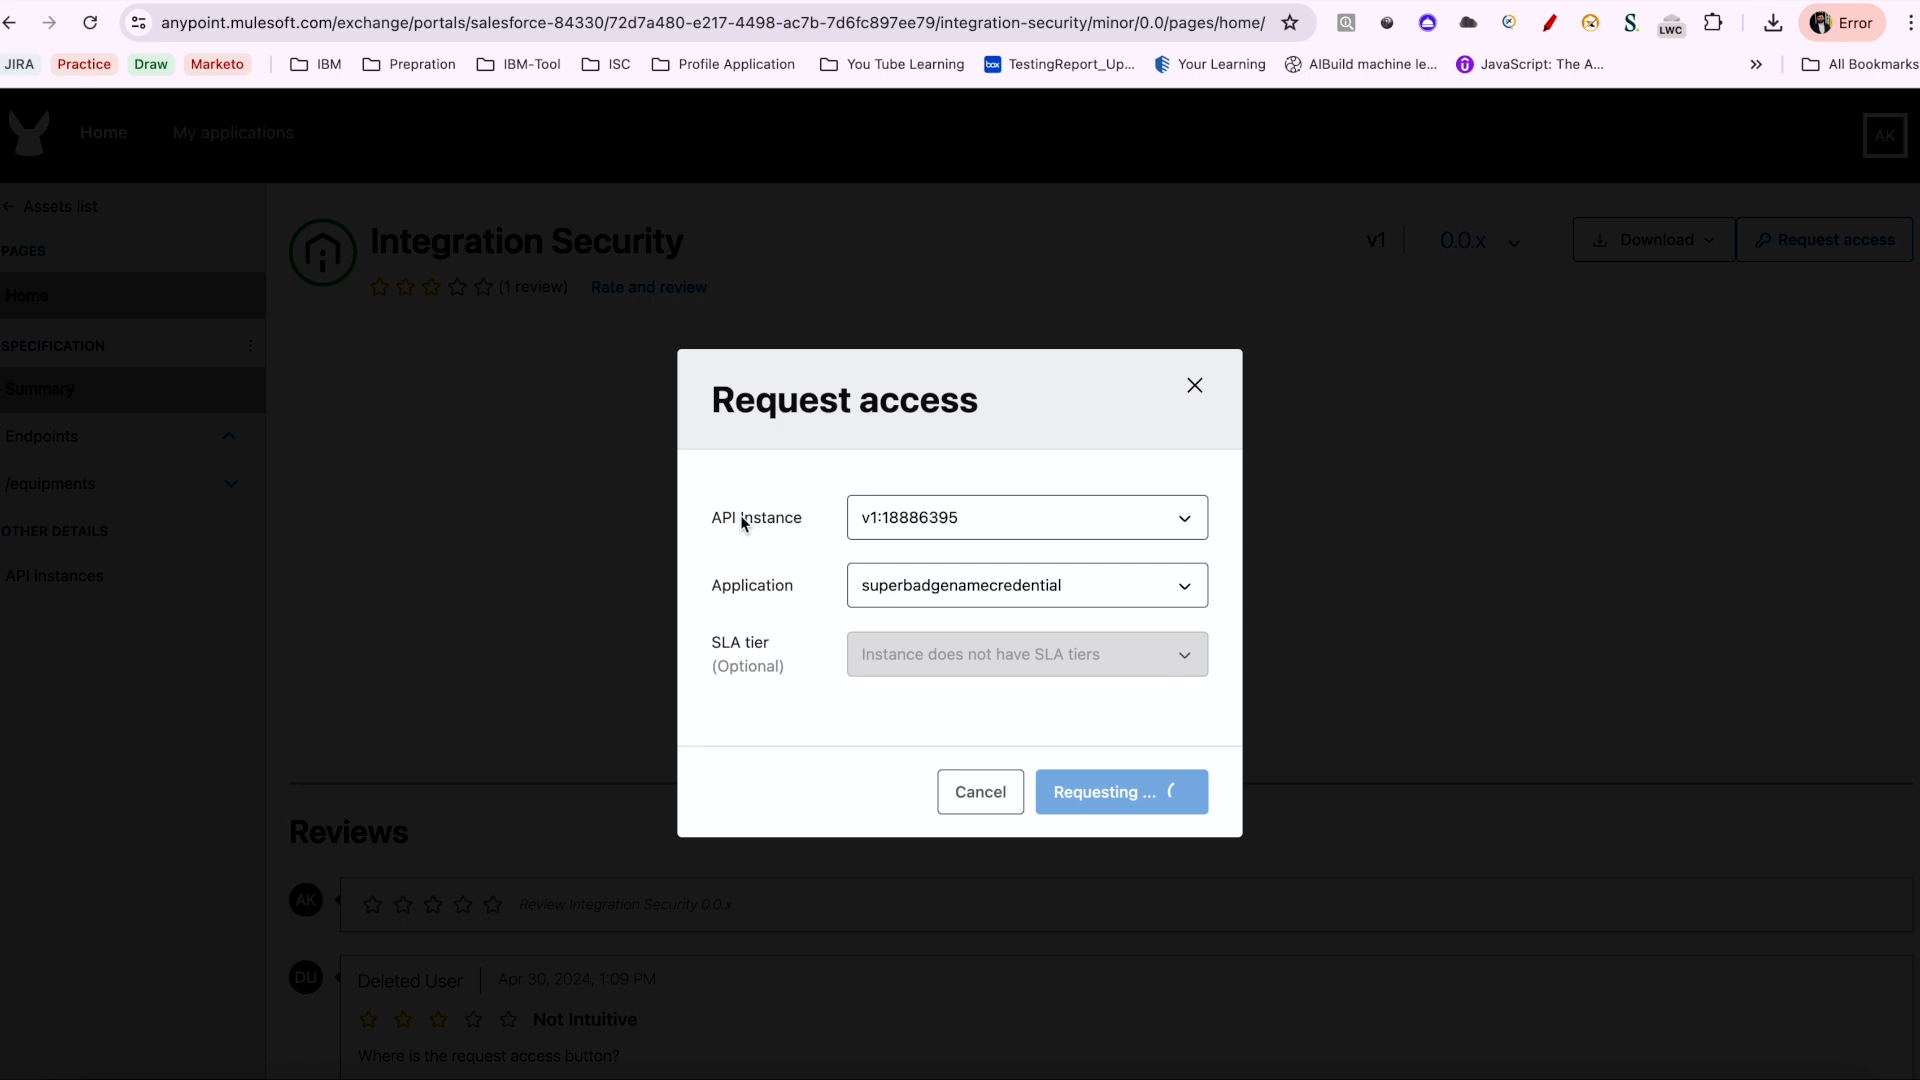 anypoint.mulesoft.com/exchange/portals/salesforce-84330/72d7a480-e217-4498-ac7b-7d6fc897ee79/integration-security/minor/0.0/pages/home/
LWC
Error
JIRA
Practice
Draw
Marketo
IBM
Prepration
IBM-Tool
ISC
Profile Application
You Tube Learning
box TestingReport_Up...
Your Learning
AIBuild machine le...
JavaScript: The A...
All Bookmarks
Home
My applications
AK
Assets list
PAGES
Home
SPECIFICATION
Summary
Endpoints
/equipments
OTHER DETAILS
API instances
Integration Security
(1 review)
Rate and review
v1
0.0.x
Download
Request access
Request access
API instance
v1:18886395
Application
superbadgenamecredential
SLA tier
(Optional)
Instance does not have SLA tiers
Cancel
Requesting ...
Reviews
AK
Review Integration Security 0.0.x
DU
Deleted User
Apr 30, 2024, 1:09 PM
Not Intuitive
Where is the request access button?